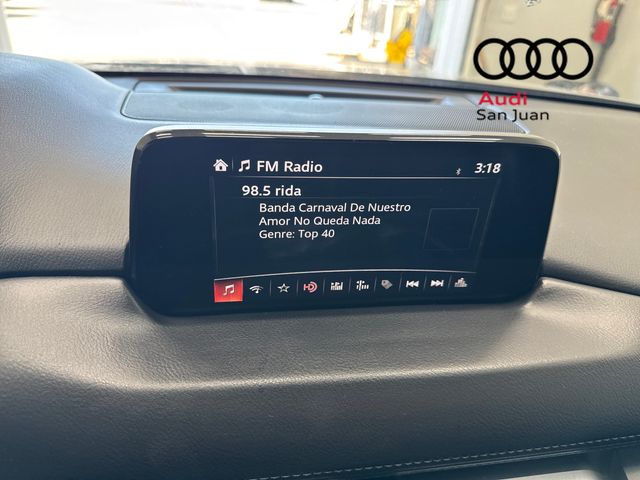 Audi
San Juan
FM Radio
3:18
98.5 rida
Banda Carnaval De Nuestro
Amor No Queda Nada
Genre: Top 40
HD